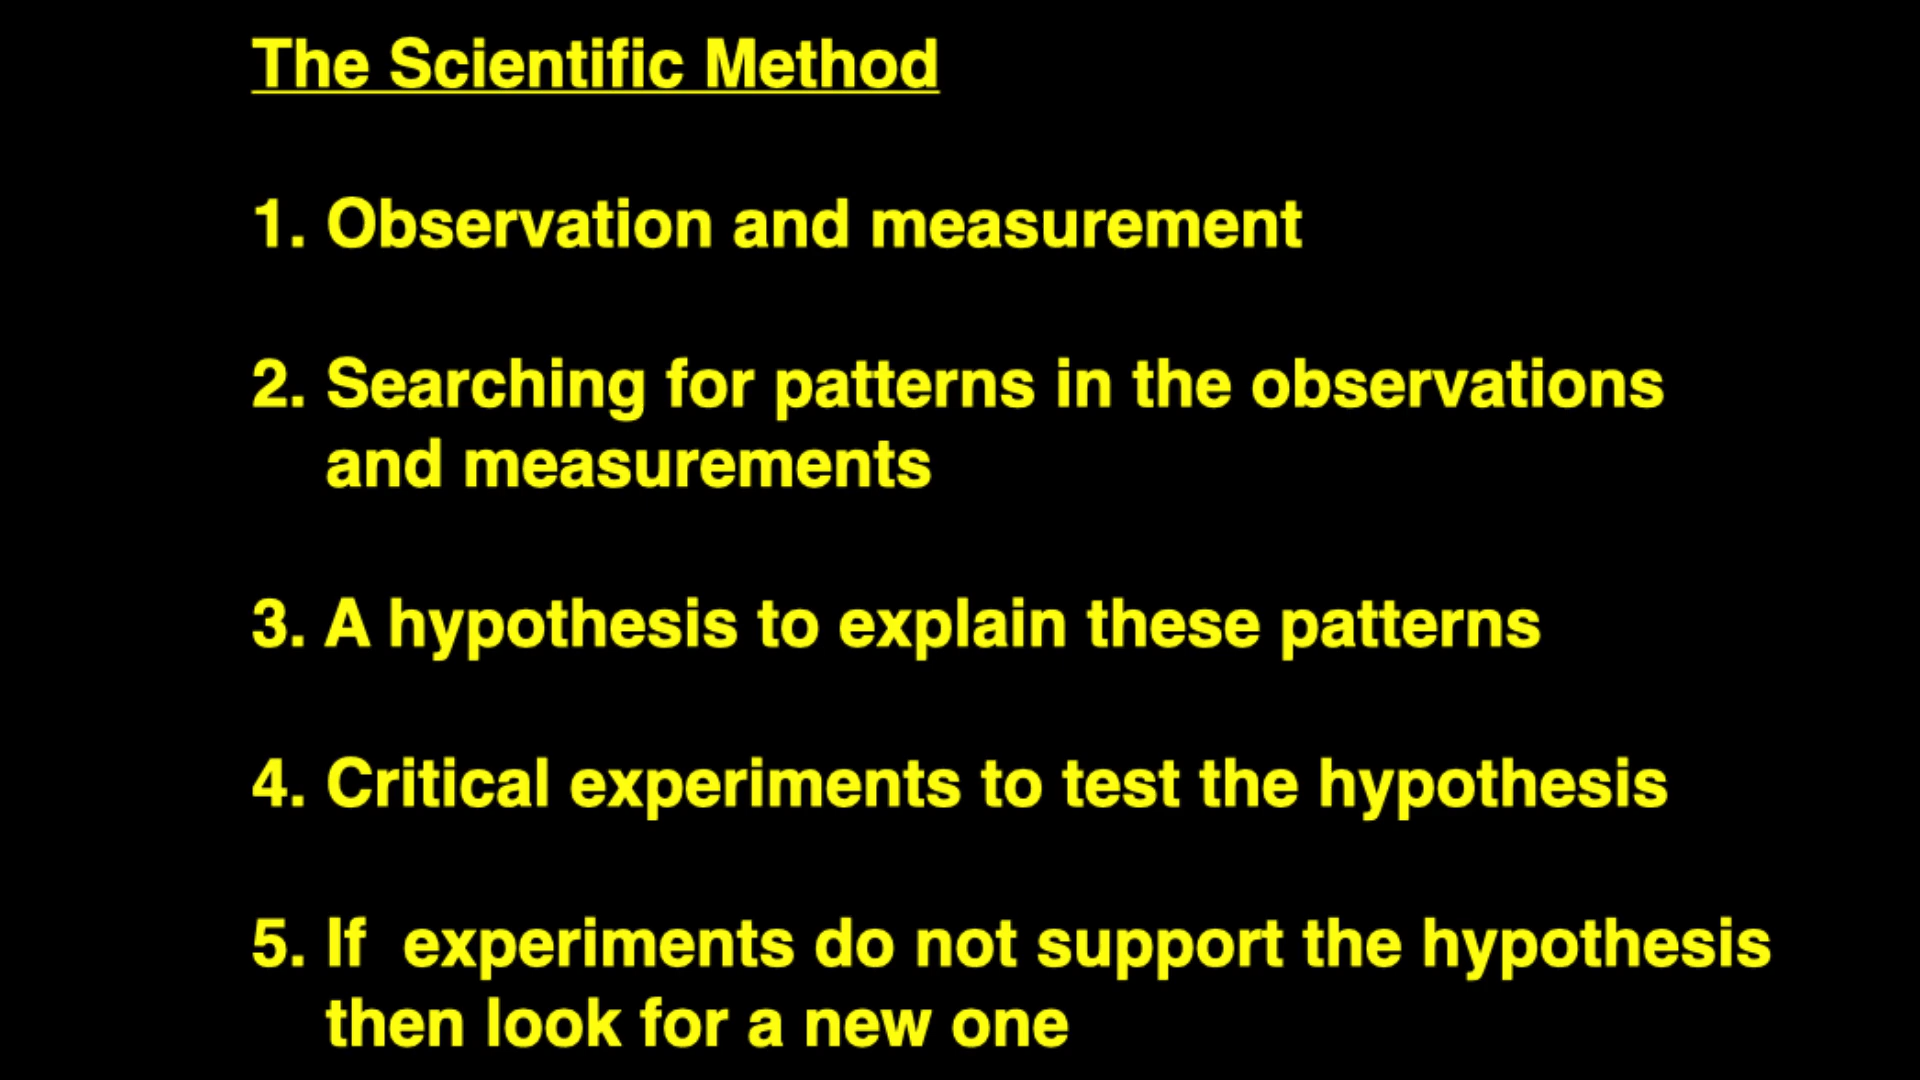 The Scientific Method
1. Observation and measurement
2. Searching for patterns in the observations
and measurements
3. A hypothesis to explain these patterns
4. Critical experiments to test the hypothesis
5. If  experiments do not support the hypothesis
then look for a new one